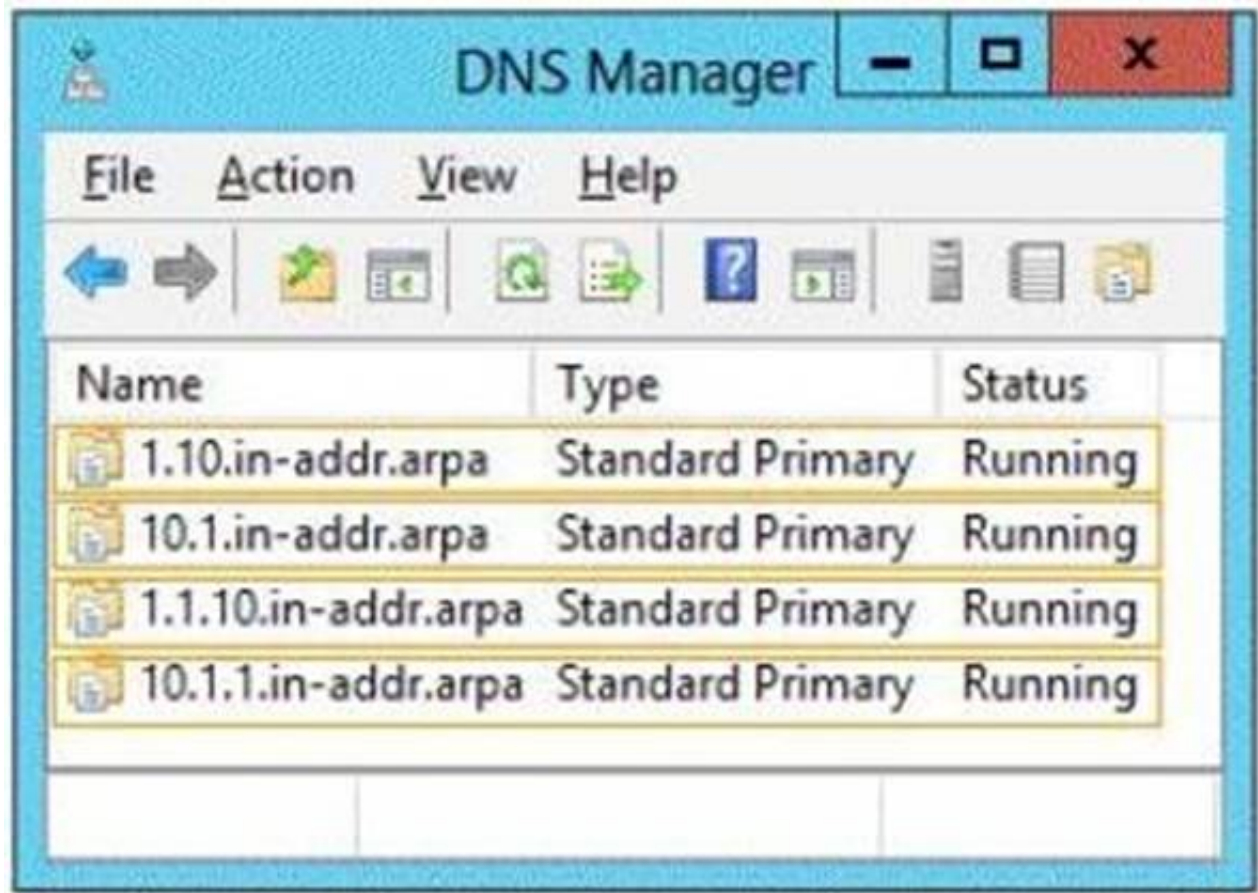 DNS Manager
File Action View Help
Name Type Status
1.10.in-addr.arpa Standard Primary Running
10.1.in-addr.arpa Standard Primary Running
1.1.10.in-addr.arpa Standard Primary Running
10.1.1.in-addr.arpa Standard Primary Running